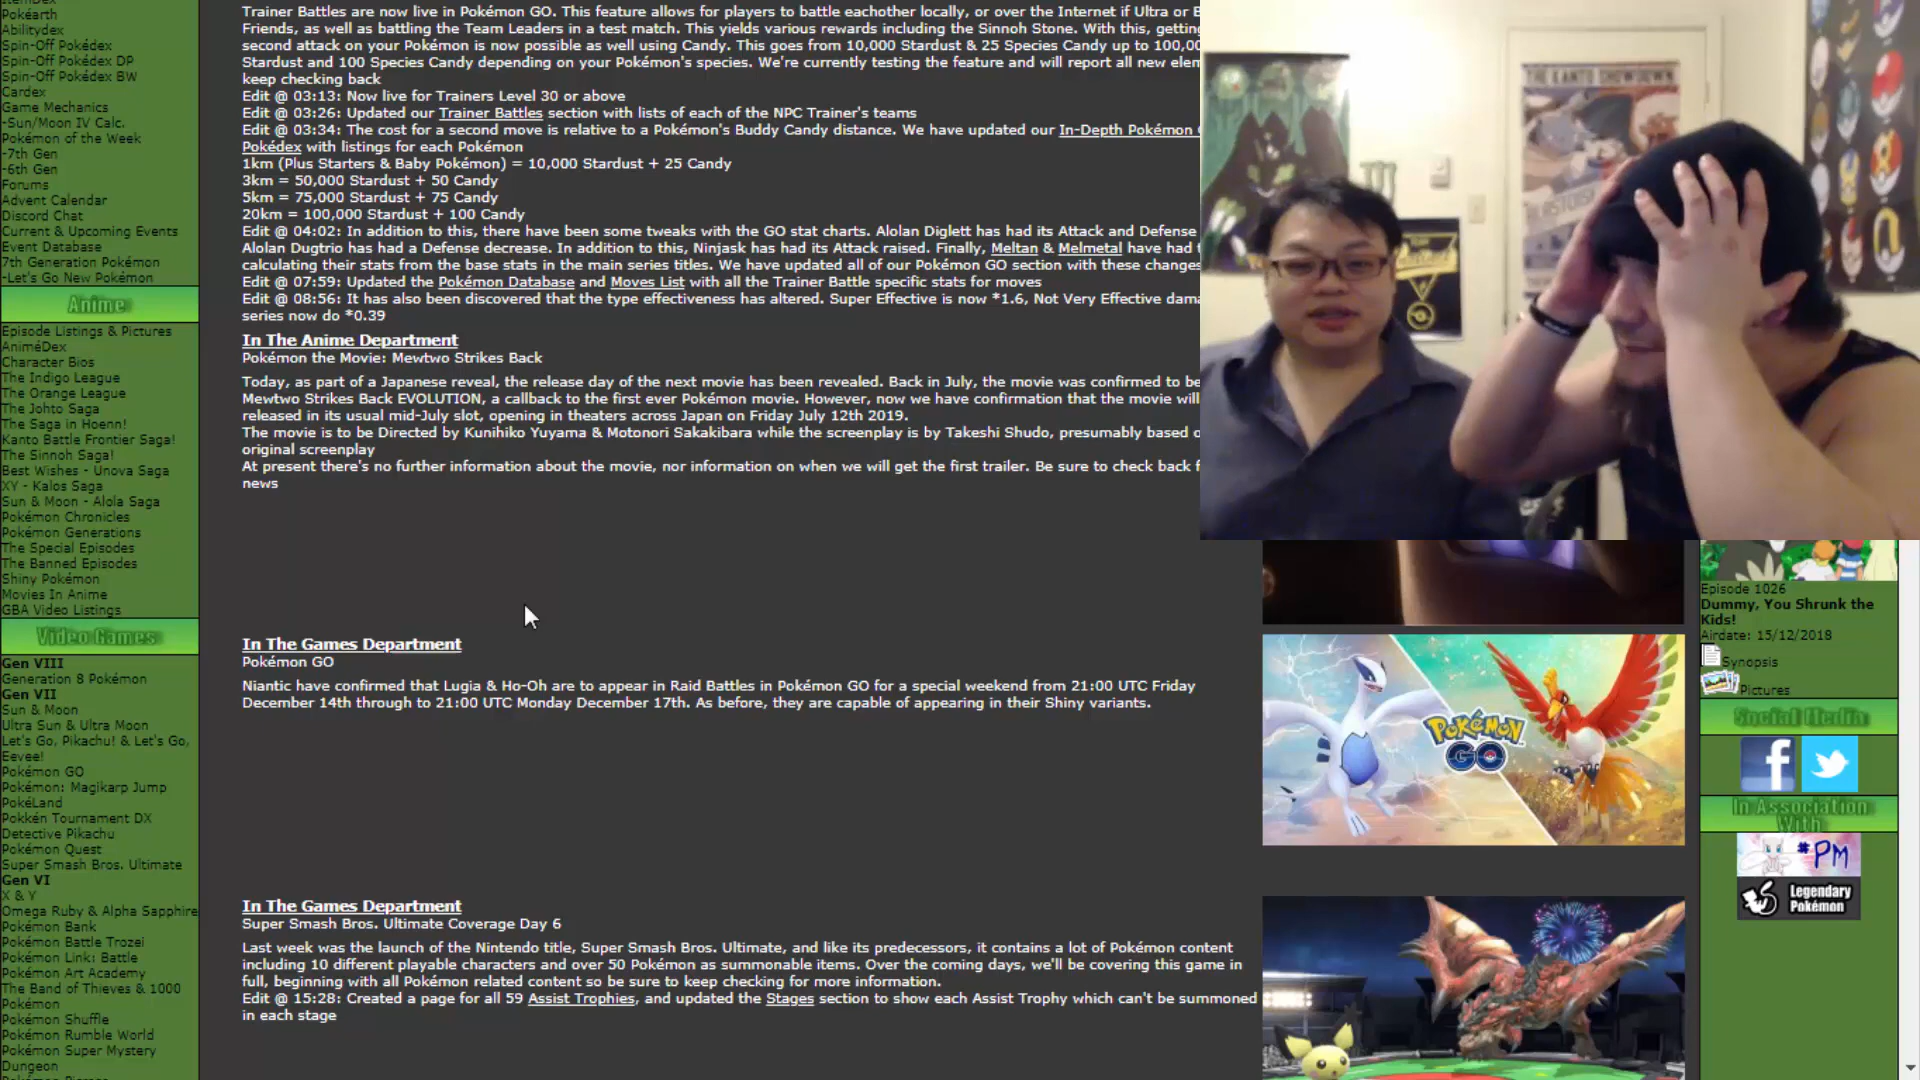 ItemDex
Pokéarth
Abilitydex
Spin-Off Pokédex
Spin-Off Pokédex DP
Spin-Off Pokédex BW
Cardex
Game Mechanics
-Sun/Moon IV Calc.
Pokémon of the Week
-7th Gen
-6th Gen
Forums
Advent Calendar
Discord Chat
Current & Upcoming Events
Event Database
7th Generation Pokémon
-Let's Go New Pokémon
Anime
Episode Listings & Pictures
AniméDex
Character Bios
The Indigo League
The Orange League
The Johto Saga
The Saga in Hoenn!
Kanto Battle Frontier Saga!
The Sinnoh Saga!
Best Wishes - Unova Saga
XY - Kalos Saga
Sun & Moon - Alola Saga
Pokémon Chronicles
Pokémon Generations
The Special Episodes
The Banned Episodes
Shiny Pokémon
Movies In Anime
GBA Video Listings
Video Games
Gen VIII
Generation 8 Pokémon
Gen VII
Sun & Moon
Ultra Sun & Ultra Moon
Let's Go, Pikachu! & Let's Go,
Eevee!
Pokémon GO
Pokémon: Magikarp Jump
PokéLand
Pokkén Tournament DX
Detective Pikachu
Pokémon Quest
Super Smash Bros. Ultimate
Gen VI
X & Y
Omega Ruby & Alpha Sapphire
Pokémon Bank
Pokémon Battle Trozei
Pokémon Link: Battle
Pokémon Art Academy
The Band of Thieves & 1000
Pokémon
Pokémon Shuffle
Pokémon Rumble World
Pokémon Super Mystery
Dungeon
Trainer Battles are now live in Pokémon GO. This feature allows for players to battle eachother locally, or over the Internet if Ultra or B
Friends, as well as battling the Team Leaders in a test match. This yields various rewards including the Sinnoh Stone. With this, getting
second attack on your Pokémon is now possible as well using Candy. This goes from 10,000 Stardust & 25 Species Candy up to 100,00
Stardust and 100 Species Candy depending on your Pokémon's species. We're currently testing the feature and will report all new elem
keep checking back
Edit @ 03:13: Now live for Trainers Level 30 or above
Edit @ 03:26: Updated our Trainer Battles section with lists of each of the NPC Trainer's teams
Edit @ 03:34: The cost for a second move is relative to a Pokémon's Buddy Candy distance. We have updated our In-Depth Pokémon
Pokédex with listings for each Pokémon
1km (Plus Starters & Baby Pokémon) = 10,000 Stardust + 25 Candy
3km = 50,000 Stardust + 50 Candy
5km = 75,000 Stardust + 75 Candy
20km = 100,000 Stardust + 100 Candy
Edit @ 04:02: In addition to this, there have been some tweaks with the GO stat charts. Alolan Diglett has had its Attack and Defense
Alolan Dugtrio has had a Defense decrease. In addition to this, Ninjask has had its Attack raised. Finally, Meltan & Melmetal have had t
calculating their stats from the base stats in the main series titles. We have updated all of our Pokémon GO section with these changes
Edit @ 07:59: Updated the Pokémon Database and Moves List with all the Trainer Battle specific stats for moves
Edit @ 08:56: It has also been discovered that the type effectiveness has altered. Super Effective is now *1.6, Not Very Effective dama
series now do *0.39
In The Anime Department
Pokémon the Movie: Mewtwo Strikes Back
Today, as part of a Japanese reveal, the release day of the next movie has been revealed. Back in July, the movie was confirmed to be
Mewtwo Strikes Back EVOLUTION, a callback to the first ever Pokémon movie. However, now we have confirmation that the movie will
released in its usual mid-July slot, opening in theaters across Japan on Friday July 12th 2019.
The movie is to be Directed by Kunihiko Yuyama & Motonori Sakakibara while the screenplay is by Takeshi Shudo, presumably based o
original screenplay
At present there's no further information about the movie, nor information on when we will get the first trailer. Be sure to check back f
news
In The Games Department
Pokémon GO
Niantic have confirmed that Lugia & Ho-Oh are to appear in Raid Battles in Pokémon GO for a special weekend from 21:00 UTC Friday
December 14th through to 21:00 UTC Monday December 17th. As before, they are capable of appearing in their Shiny variants.
POKéMON
GO
In The Games Department
Super Smash Bros. Ultimate Coverage Day 6
Last week was the launch of the Nintendo title, Super Smash Bros. Ultimate, and like its predecessors, it contains a lot of Pokémon content
including 10 different playable characters and over 50 Pokémon as summonable items. Over the coming days, we'll be covering this game in
full, beginning with all Pokémon related content so be sure to keep checking for more information.
Edit @ 15:28: Created a page for all 59 Assist Trophies, and updated the Stages section to show each Assist Trophy which can't be summoned
in each stage
THE KANTO SHOWDOWN
Episode 1026
Dummy, You Shrunk the
Kids!
Airdate: 15/12/2018
Synopsis
Pictures
Social Media
In Association
With
#PM
Legendary
Pokémon